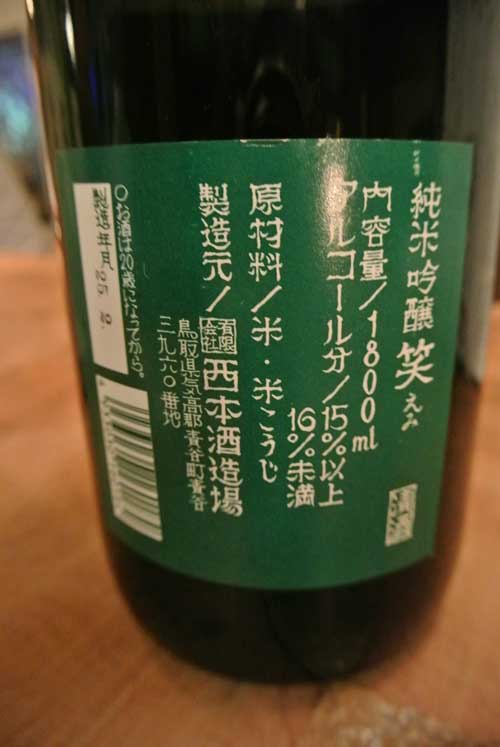 純米吟醸 笑 えみ
内容量/1800ml
アルコール分/15%以上
16%未満
原材料/米・米こうじ
製造元/有限会社 西本酒造場
鳥取県気高郡青谷町青谷
三九六〇番地
○お酒は20歳になってから。
製造年月 25.12.